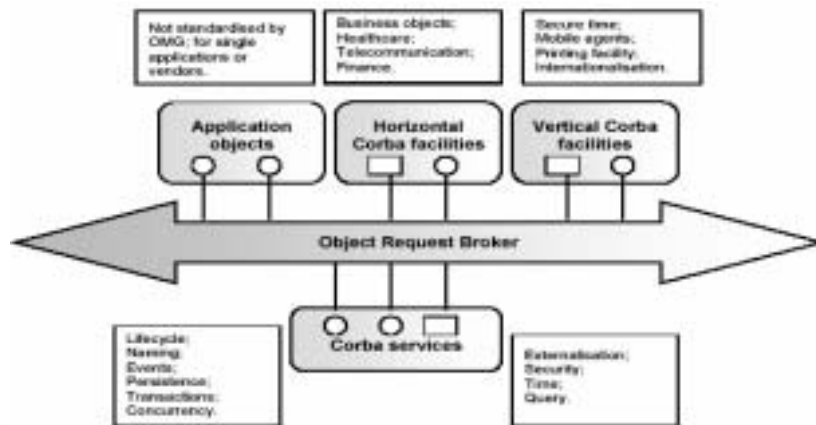 Not standardised by
OMG; for single
applications or
vendors.
Business objects;
Healthcare;
Telecommunication;
Finance.
Secure time;
Mobile agents;
Printing facility;
Internationalisation.
Application
objects
Horizontal
Corba facilities
Vertical Corba
facilities
Object Request Broker
Corba services
Lifecycle;
Naming;
Events;
Persistence;
Transactions;
Concurrency.
Externalisation;
Security;
Time;
Query.